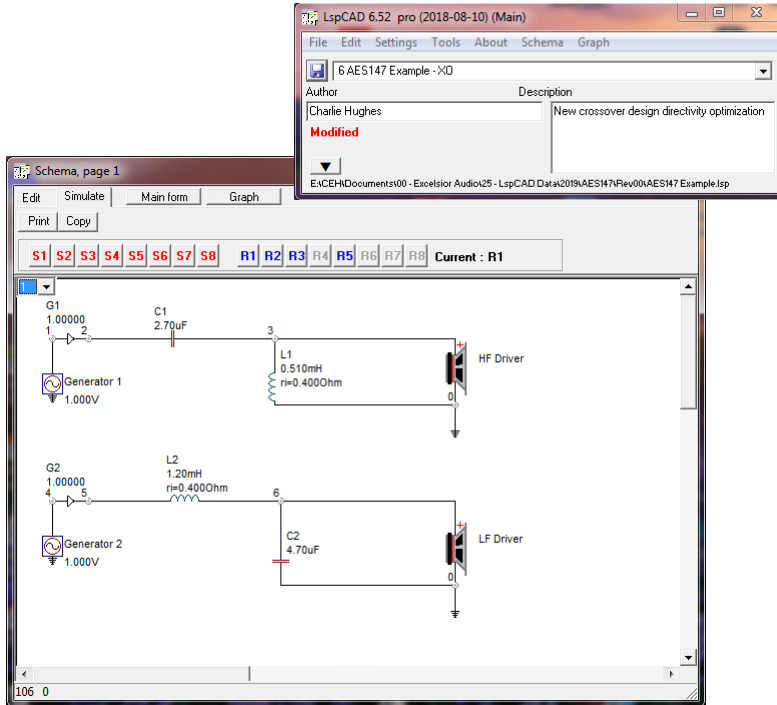 LspCAD 6.52 pro (2018-08-10) (Main)
File Edit Settings Tools About Schema Graph
6 AES147 Example - XO
Author Description
Charlie Hughes New crossover design directivity optimization
Modified
E:\CEH\Documents\00 - Excelsior Audio\25 - LspCAD Data\2019\AES147\Rev00\AES147 Example.lsp
Schema, page 1
Edit Simulate Main form Graph
Print Copy
S1 S2 S3 S4 S5 S6 S7 S8 R1 R2 R3 R4 R5 R6 R7 R8 Current : R1
1
G1
1.00000
C1
2.70uF
1 2 3
L1
0.510mH
ri=0.400Ohm
+
HF Driver
Generator 1
1.000V
0
G2
1.00000
L2
1.20mH
ri=0.400Ohm
4 5 6
C2
4.70uF
+
LF Driver
Generator 2
1.000V
0
106 0